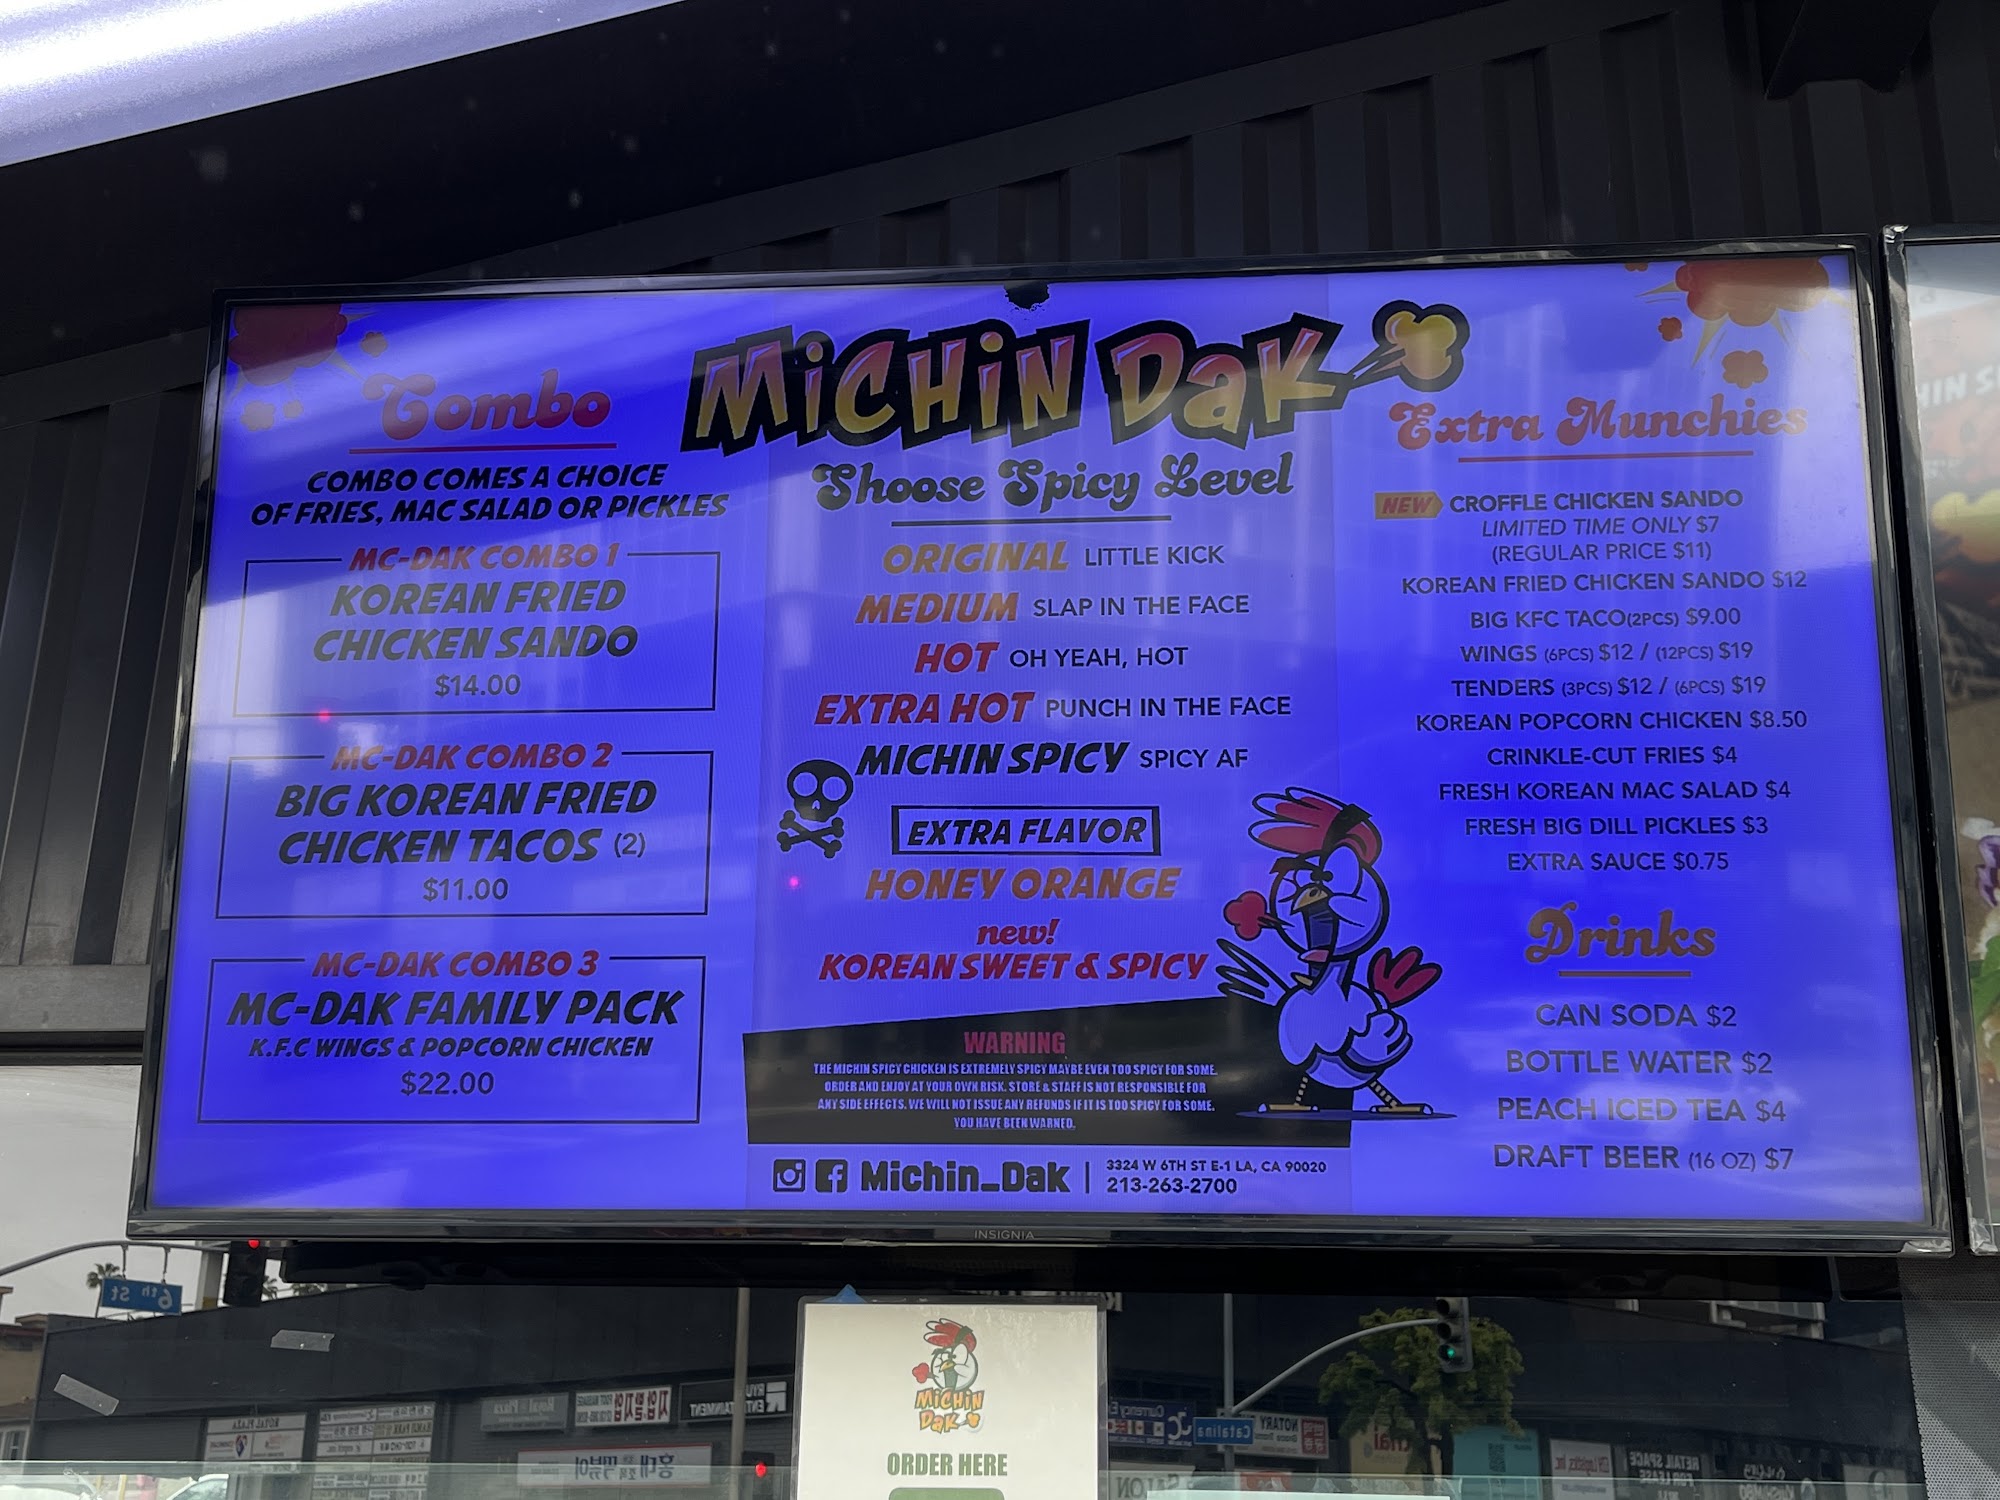 MiCHiN DaK
Combo
COMBO COMES A CHOICE
OF FRIES, MAC SALAD OR PICKLES
MC-DAK COMBO 1
KOREAN FRIED
CHICKEN SANDO
$14.00
MC-DAK COMBO 2
BIG KOREAN FRIED
CHICKEN TACOS (2)
$11.00
MC-DAK COMBO 3
MC-DAK FAMILY PACK
K.F.C WINGS & POPCORN CHICKEN
$22.00
Shoose Spicy Level
ORIGINAL LITTLE KICK
MEDIUM SLAP IN THE FACE
HOT OH YEAH, HOT
EXTRA HOT PUNCH IN THE FACE
MICHIN SPICY SPICY AF
EXTRA FLAVOR
HONEY ORANGE
new!
KOREAN SWEET & SPICY
WARNING
THE MICHIN SPICY CHICKEN IS EXTREMELY SPICY MAYBE EVEN TOO SPICY FOR SOME.
ORDER AND ENJOY AT YOUR OWN RISK. STORE & STAFF IS NOT RESPONSIBLE FOR
ANY SIDE EFFECTS. WE WILL NOT ISSUE ANY REFUNDS IF IT IS TOO SPICY FOR SOME.
YOU HAVE BEEN WARNED.
Michin_Dak | 3324 W 6TH ST E-1 LA, CA 90020
213-263-2700
Extra Munchies
NEW CROFFLE CHICKEN SANDO
LIMITED TIME ONLY $7
(REGULAR PRICE $11)
KOREAN FRIED CHICKEN SANDO $12
BIG KFC TACO(2PCS) $9.00
WINGS (6PCS) $12 / (12PCS) $19
TENDERS (3PCS) $12 / (6PCS) $19
KOREAN POPCORN CHICKEN $8.50
CRINKLE-CUT FRIES $4
FRESH KOREAN MAC SALAD $4
FRESH BIG DILL PICKLES $3
EXTRA SAUCE $0.75
Drinks
CAN SODA $2
BOTTLE WATER $2
PEACH ICED TEA $4
DRAFT BEER (16 OZ) $7
INSIGNIA
6th St
MiCHiN
DaK
ORDER HERE
Catalina
NOTARY
ROYAL PLAZA
RETAIL SPACE
FOR LEASE